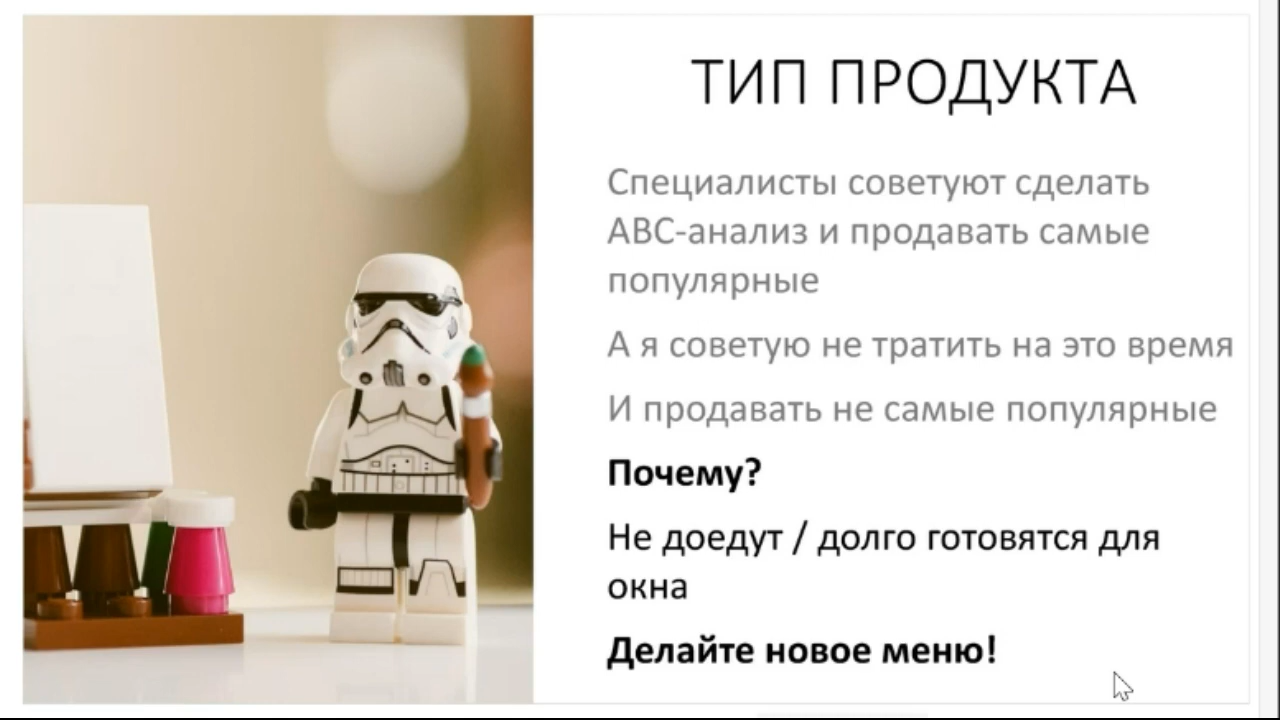 ТИП ПРОДУКТА
Специалисты советуют сделать
АВС-анализ и продавать самые
популярные
А я советую не тратить на это время
И продавать не самые популярные
Почему?
Не доедут / долго готовятся для
окна
Делайте новое меню!